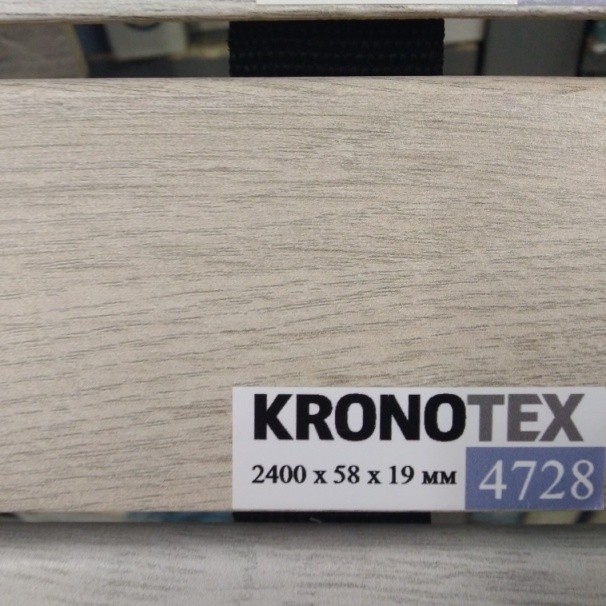 KRONOTEX
2400 x 58 x 19 мм
4728